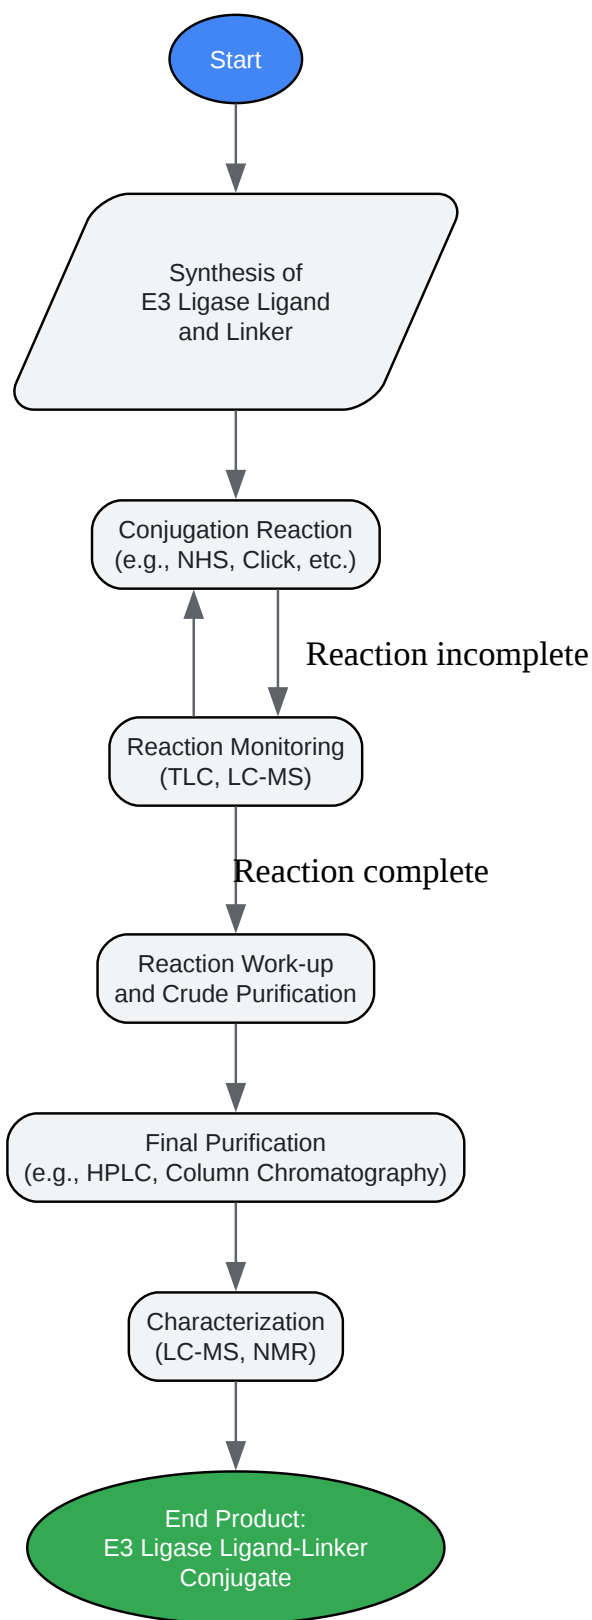 Start
Synthesis of
E3 Ligase Ligand
and Linker
Conjugation Reaction
(e.g., NHS, Click, etc.)
Reaction incomplete
Reaction Monitoring
(TLC, LC-MS)
Reaction complete
Reaction Work-up
and Crude Purification
Final Purification
(e.g., HPLC, Column Chromatography)
Characterization
(LC-MS, NMR)
End Product:
E3 Ligase Ligand-Linker
Conjugate